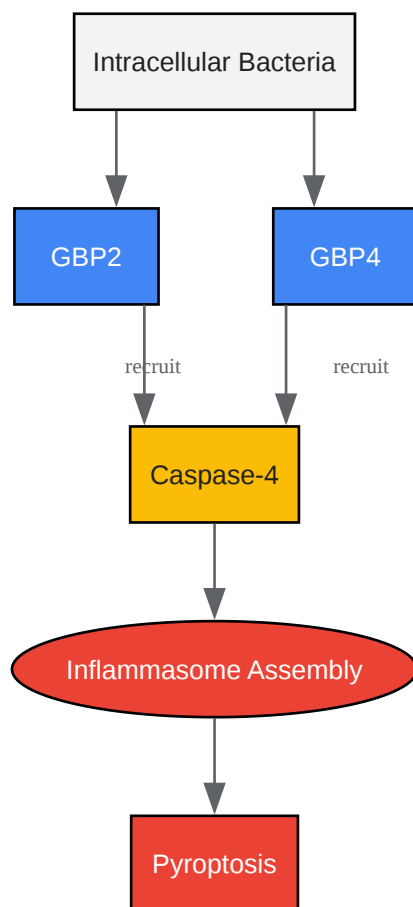 Intracellular Bacteria
GBP2
GBP4
recruit
recruit
Caspase-4
Inflammasome Assembly
Pyroptosis